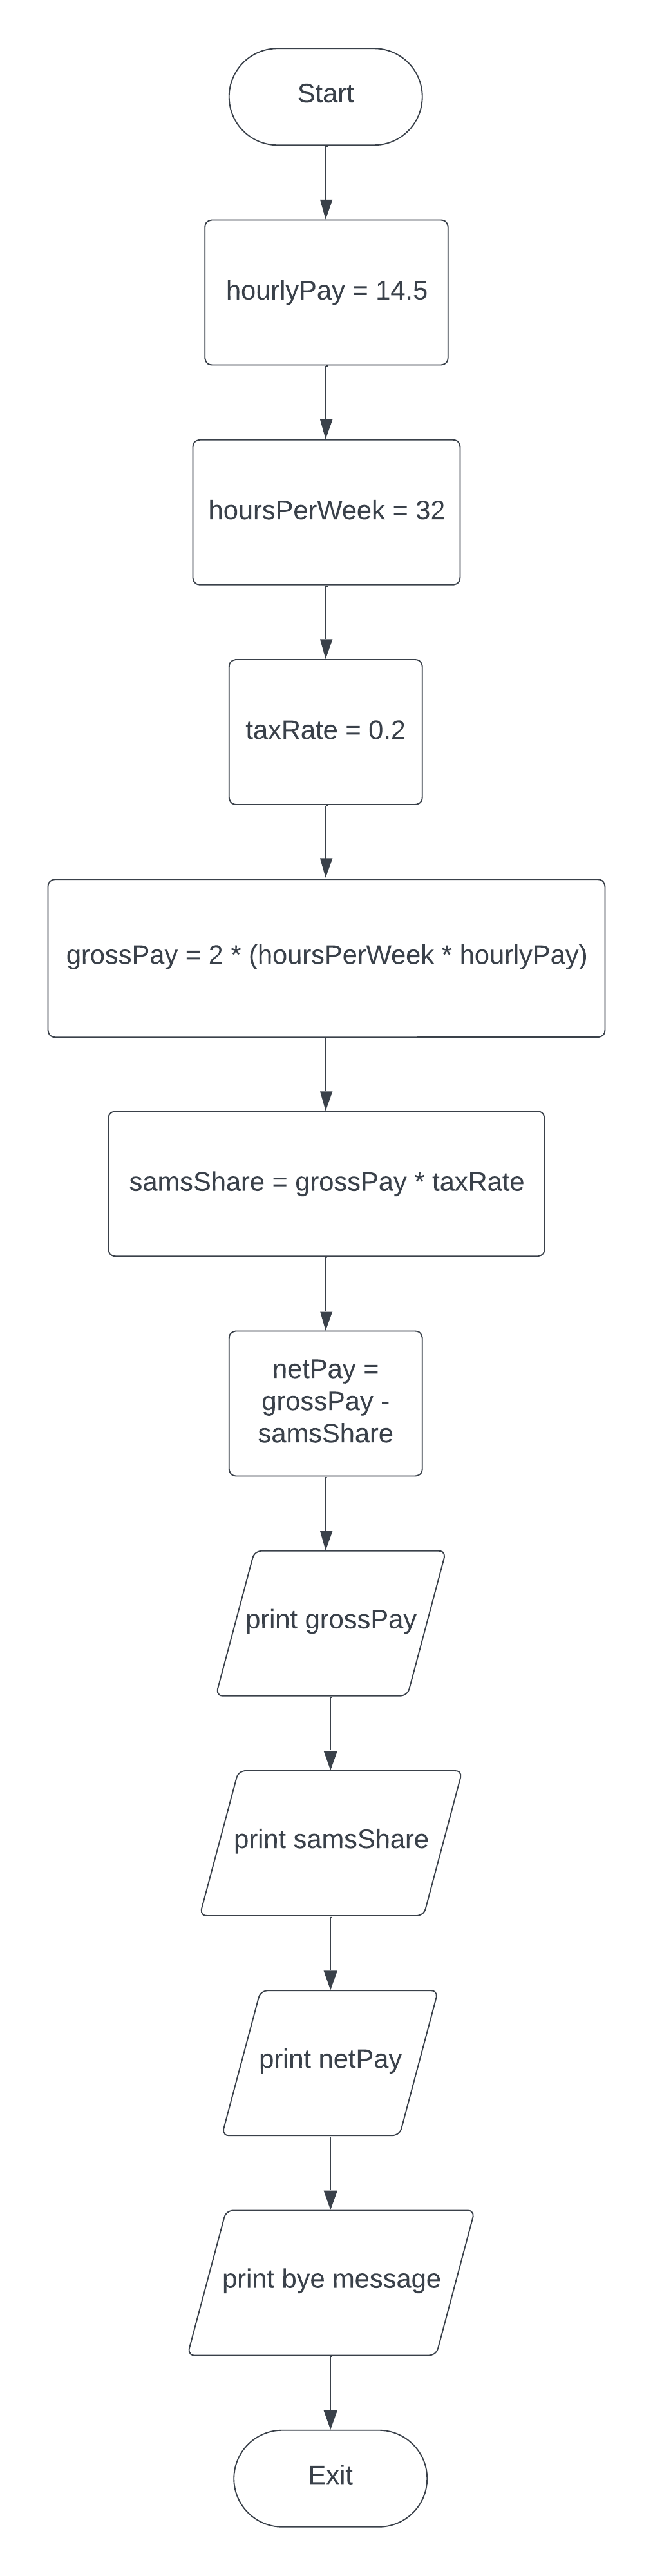 Start
hourlyPay = 14.5
hoursPerWeek = 32
taxRate = 0.2
grossPay = 2 * (hoursPerWeek * hourlyPay)
samsShare = grossPay * taxRate
netPay =
grossPay -
samsShare
print grossPay
print samsShare
print netPay
print bye message
Exit